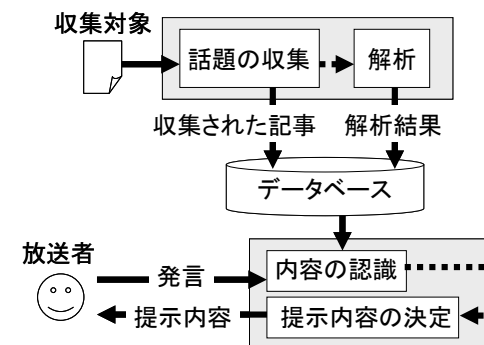 収集対象
話題の収集
解析
収集された記事
解析結果
データベース
放送者
発言
内容の認識
提示内容
提示内容の決定